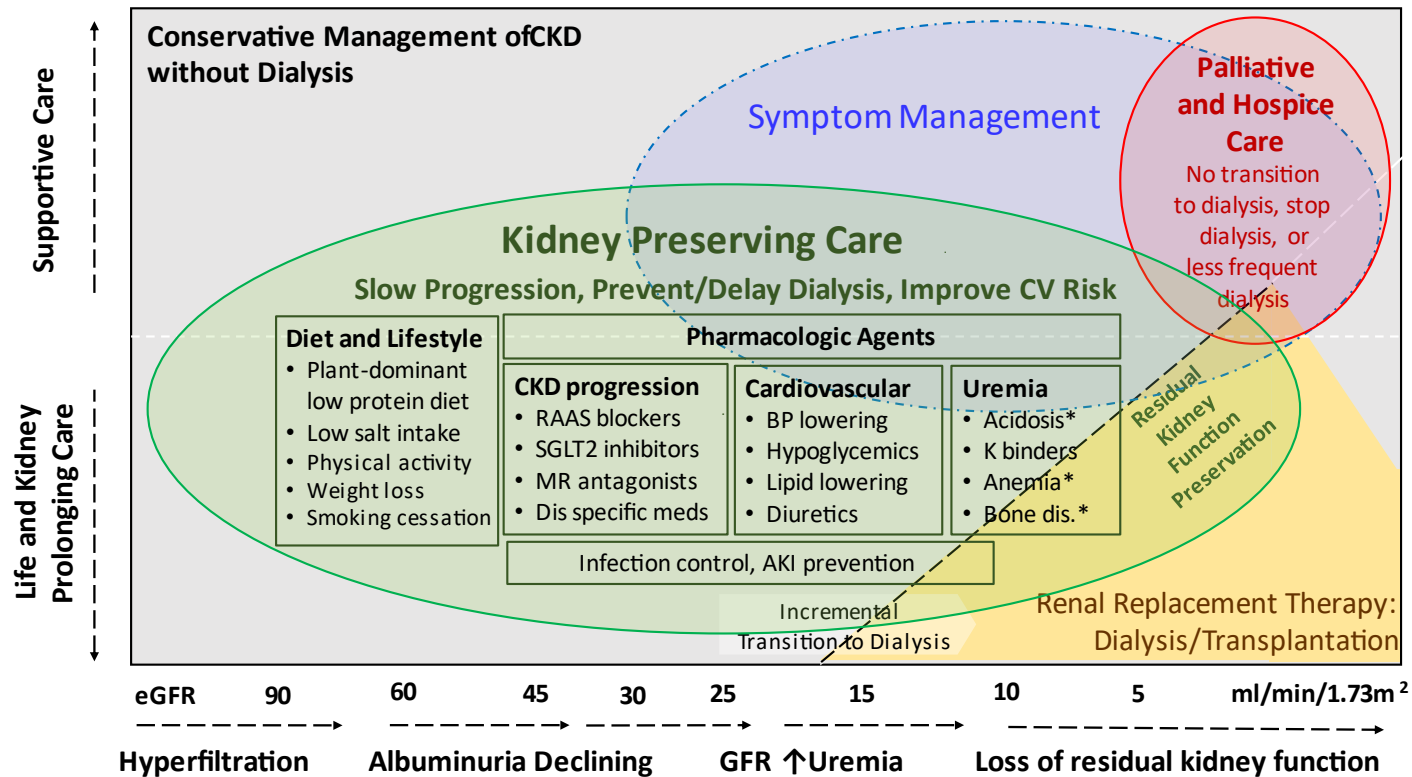 Conservative Management ofCKD
without Dialysis
Supportive Care
Life and Kidney
Prolonging Care
Symptom Management
Palliative
and Hospice
Care
No transition
to dialysis, stop
dialysis, or
less frequent
dialysis
Kidney Preserving Care
Slow Progression, Prevent/Delay Dialysis, Improve CV Risk
Diet and Lifestyle
• Plant-dominant
low protein diet
• Low salt intake
• Physical activity
• Weight loss
• Smoking cessation
Pharmacologic Agents
CKD progression
• RAAS blockers
• SGLT2 inhibitors
• MR antagonists
• Dis specific meds
Cardiovascular
• BP lowering
• Hypoglycemics
• Lipid lowering
• Diuretics
Uremia
• Acidosis*
• K binders
• Anemia*
• Bone dis.*
Residual
Kidney
Function
Preservation
Infection control, AKI prevention
Incremental
Transition to Dialysis
Renal Replacement Therapy:
Dialysis/Transplantation
eGFR 90 60 45 30 25 15 10 5 ml/min/1.73m²
Hyperfiltration Albuminuria Declining GFR ↑Uremia Loss of residual kidney function